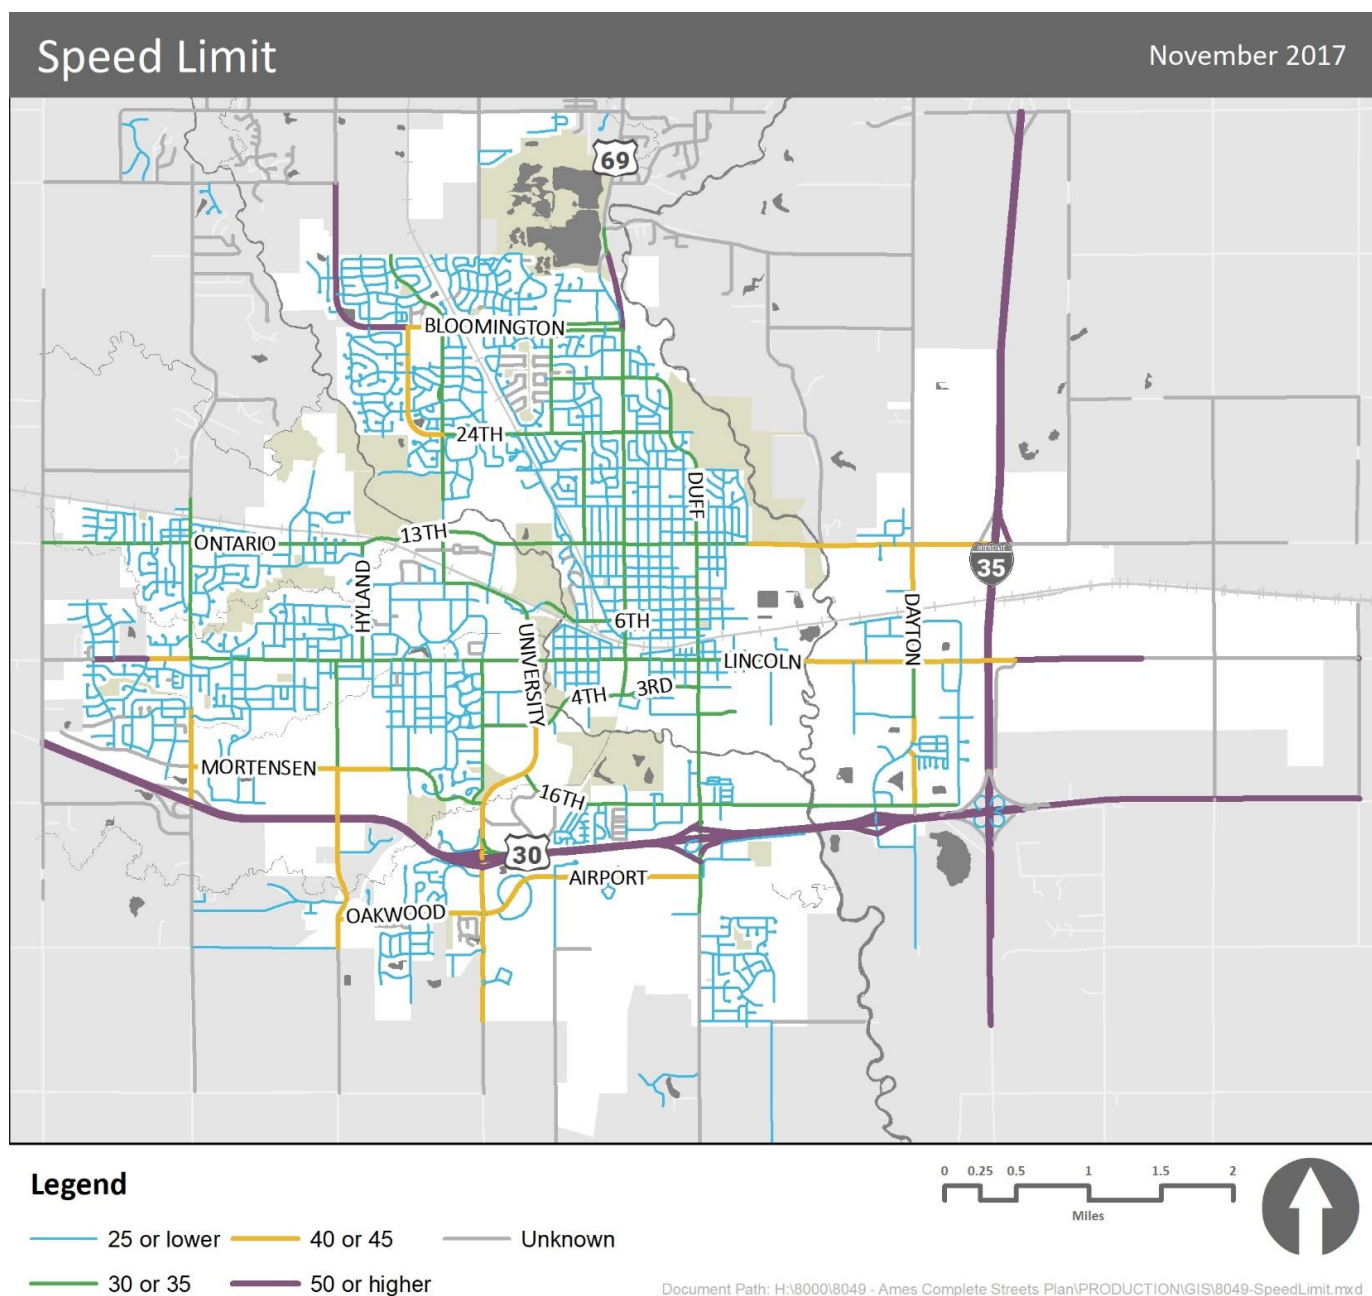 Speed Limit
November 2017
69
BLOOMINGTON
24TH
DUFF
13TH
ONTARIO
INTERSTATE
35
HYLAND
DAYTON
6TH
UNIVERSITY
LINCOLN
4TH
3RD
MORTENSEN
16TH
30
AIRPORT
OAKWOOD
Legend
0 0.25 0.5 1 1.5 2
Miles
25 or lower
40 or 45
Unknown
30 or 35
50 or higher
Document Path: H:\8000\8049 - Ames Complete Streets Plan\PRODUCTION\GIS\8049-SpeedLimit.mxd